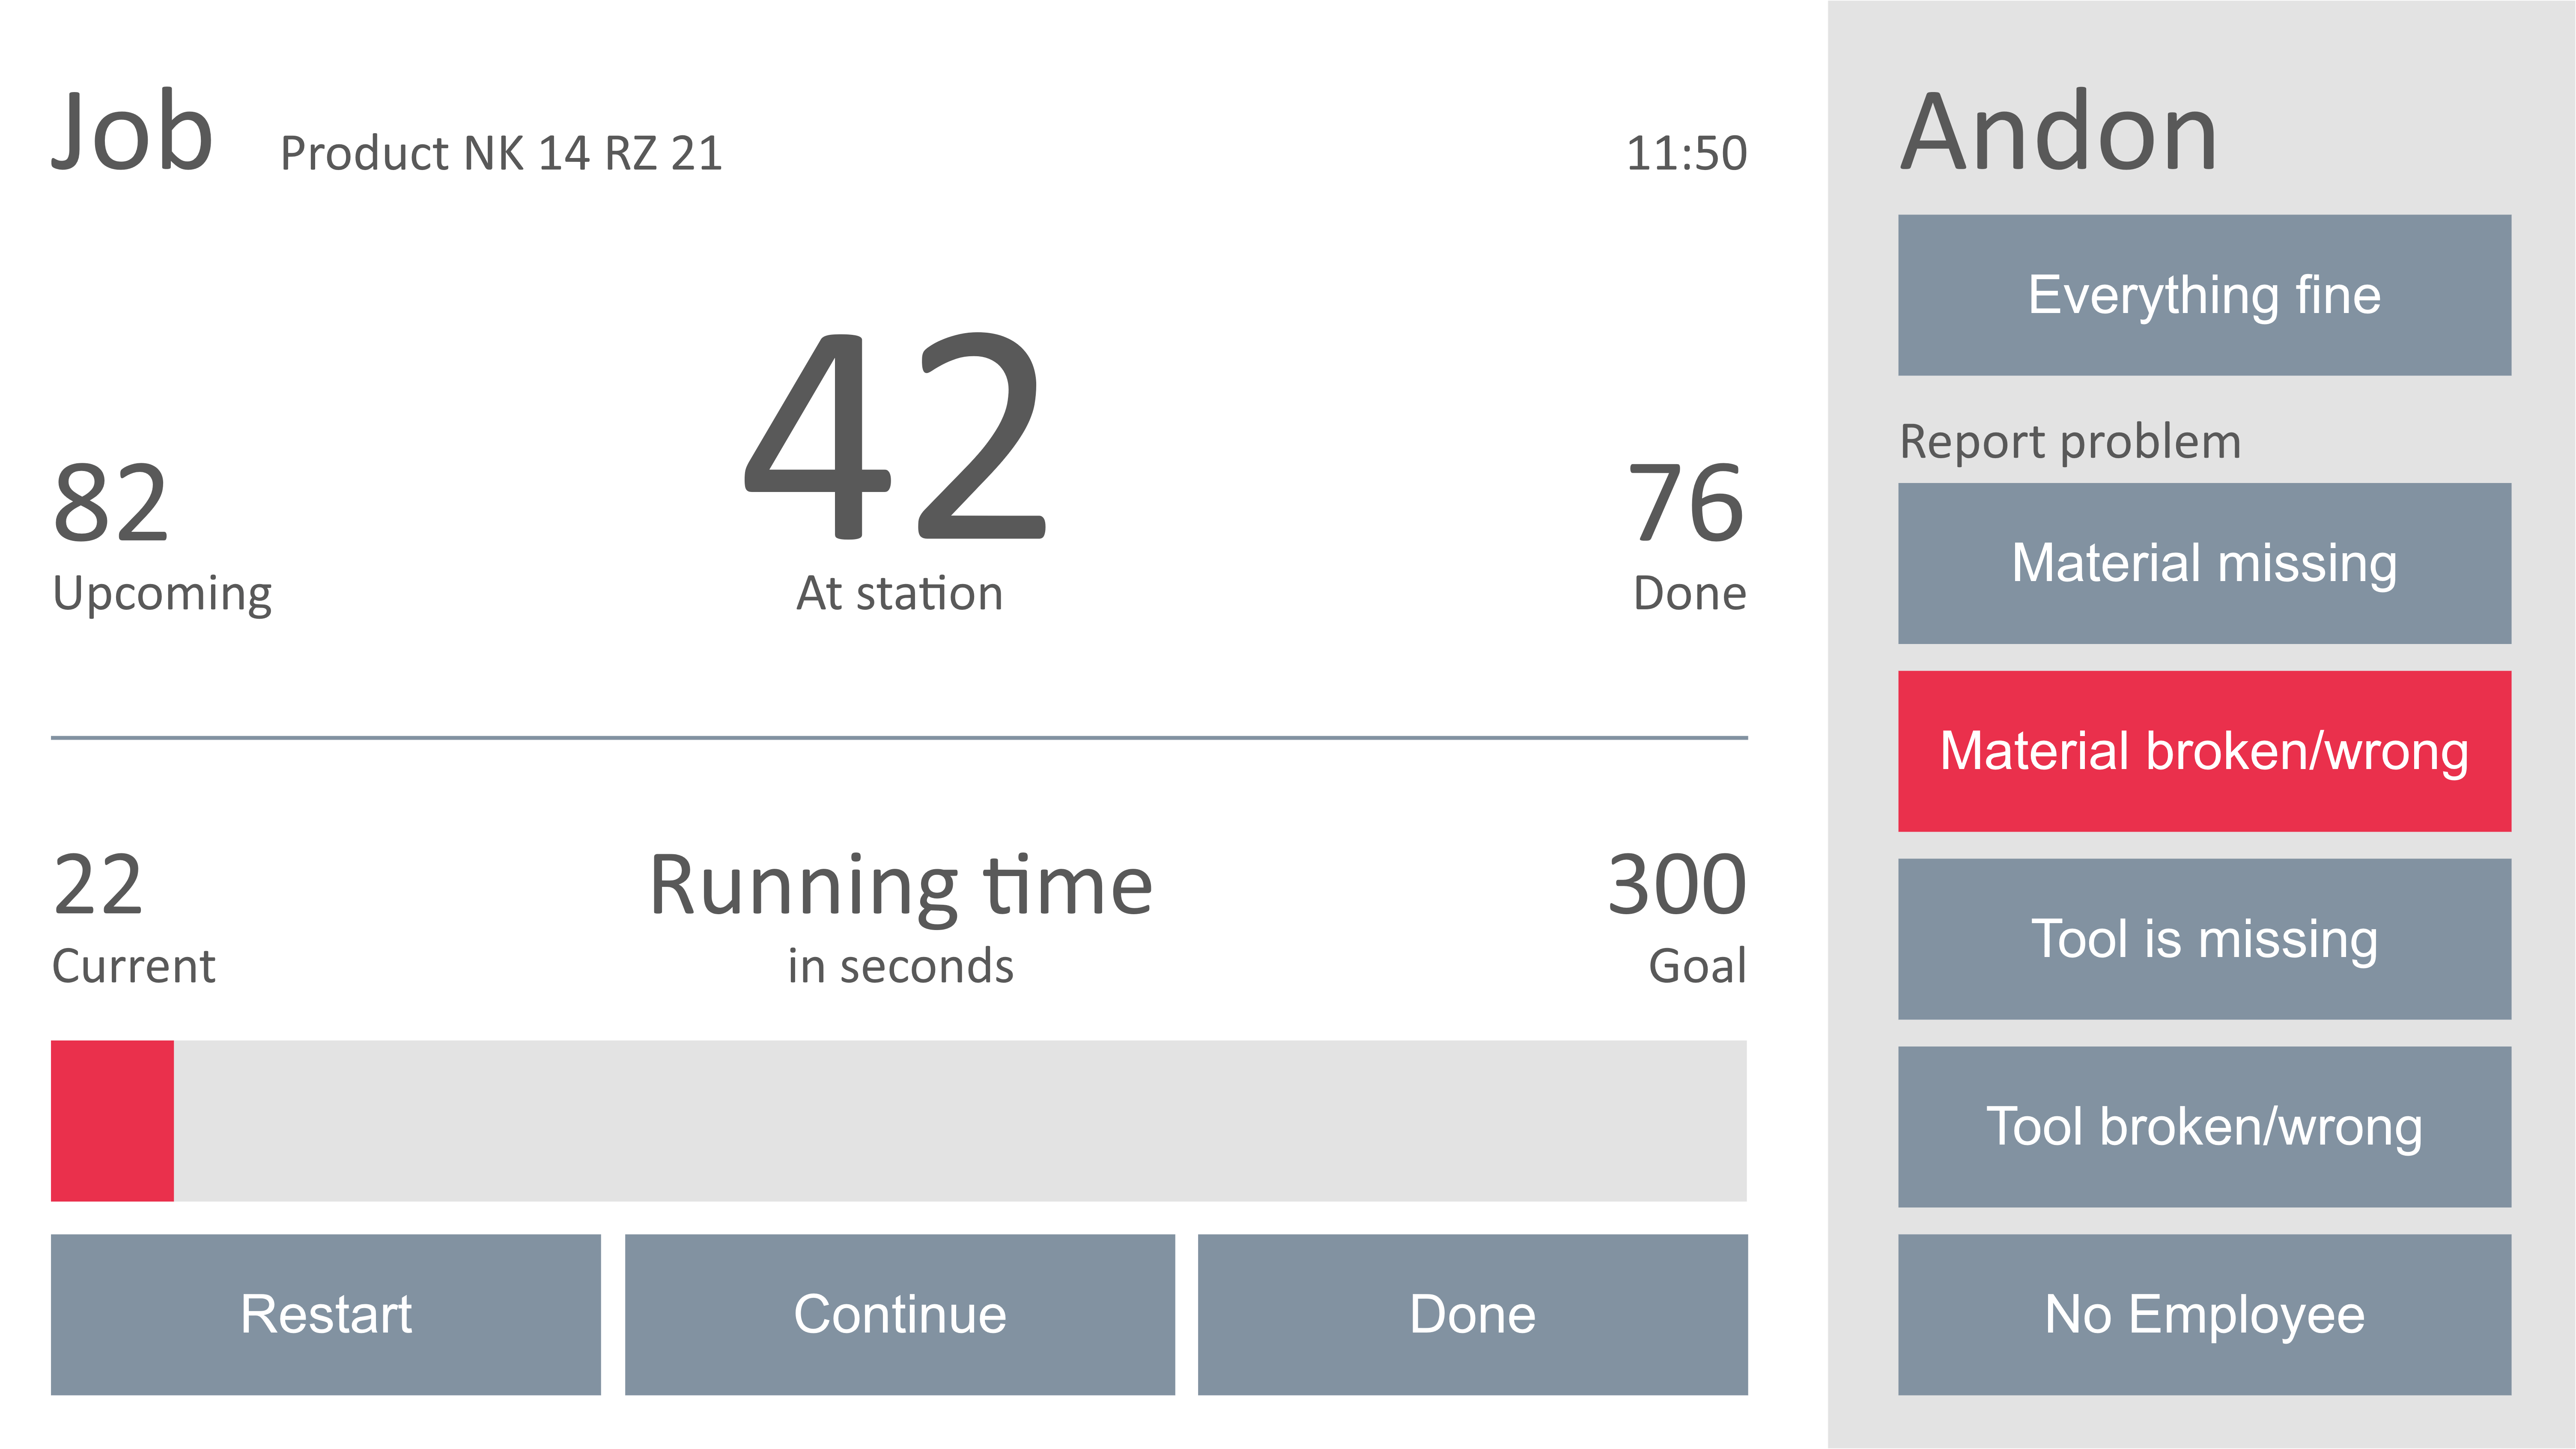 Job
Product NK 14 RZ 21
11:50
82
Upcoming
42
At station
76
Done
22
Current
Running time
in seconds
300
Goal
Restart
Continue
Done
Andon
Everything fine
Report problem
Material missing
Material broken/wrong
Tool is missing
Tool broken/wrong
No Employee